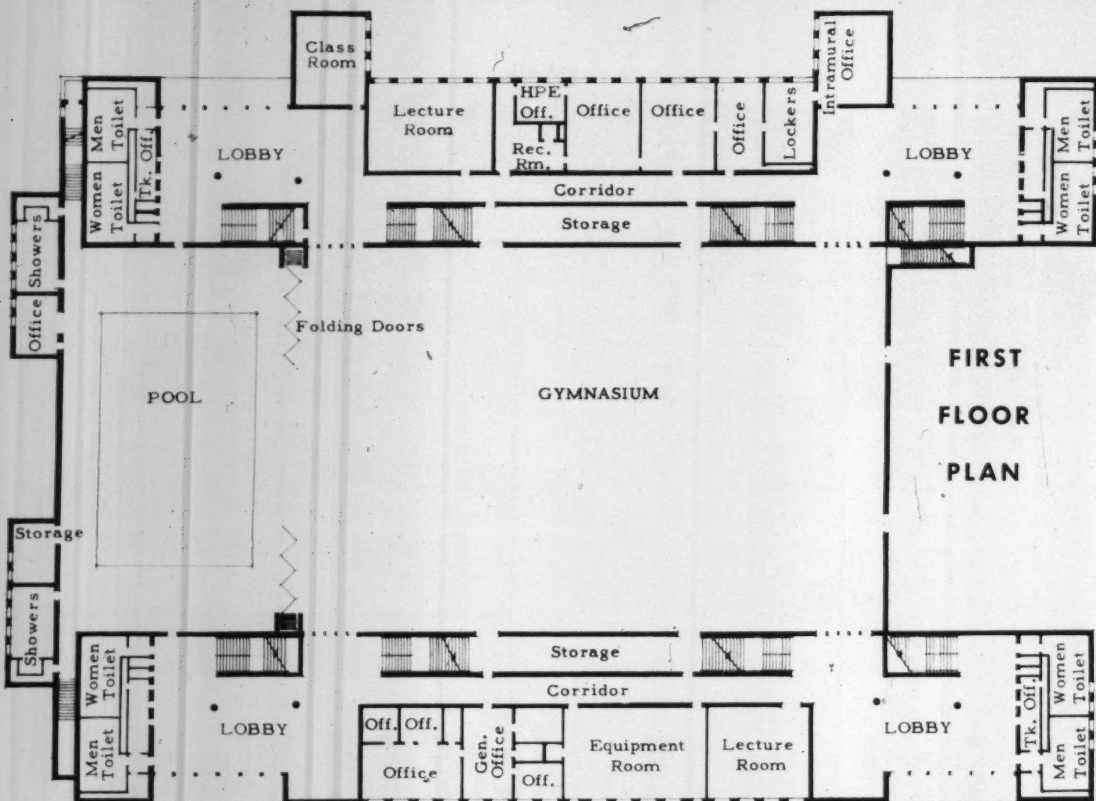 Class
Room
Intramural
Office
Men
Toilet
Women
Toilet
Tk. Off.
LOBBY
Lecture
Room
HPE
Off.
Rec.
Rm.
Office
Office
Office
Lockers
LOBBY
Men
Toilet
Women
Toilet
Corridor
Storage
Showers
Office
Folding Doors
POOL
GYMNASIUM
FIRST
FLOOR
PLAN
Storage
Showers
Storage
Corridor
Women
Toilet
Men
Toilet
LOBBY
Off.
Off.
Office
Gen.
Office
Off.
Equipment
Room
Lecture
Room
LOBBY
Tk. Off.
Women
Toilet
Men
Toilet